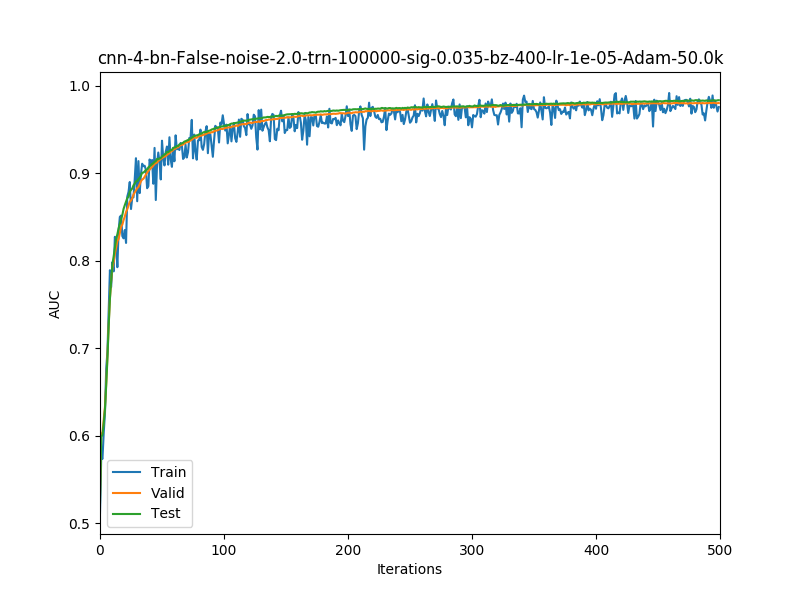 cnn-4-bn-False-noise-2.0-trn-100000-sig-0.035-bz-400-lr-1e-05-Adam-50.0k
1.0
0.9
0.8
0.7
0.6
0.5
AUC
Train
Valid
Test
0 100 200 300 400 500
Iterations